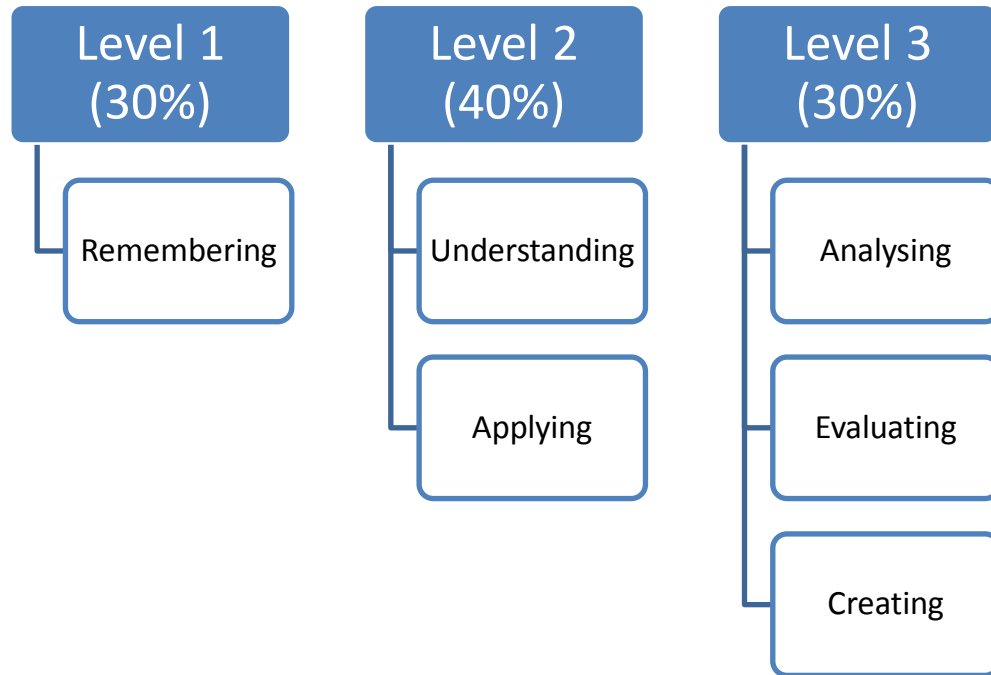 Level 1
(30%)
Remembering
Level 2
(40%)
Understanding
Applying
Level 3
(30%)
Analysing
Evaluating
Creating